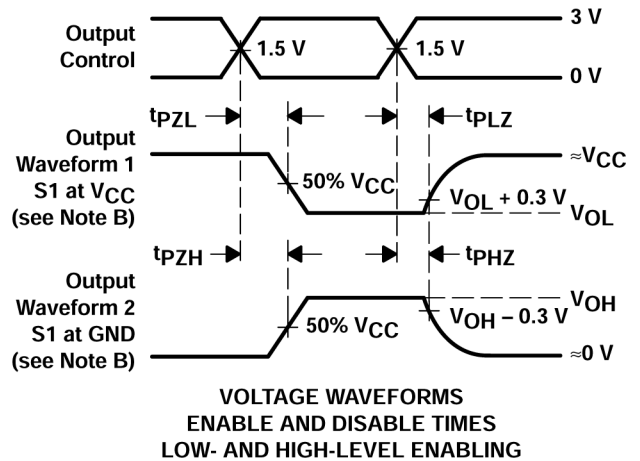 Output
Control
3 V
1.5 V
1.5 V
0 V
tPZL
tPLZ
Output
Waveform 1
S1 at VCC
(see Note B)
≈VCC
50% VCC
VOL + 0.3 V
VOL
tPZH
tPHZ
Output
Waveform 2
S1 at GND
(see Note B)
VOH
50% VCC
VOH – 0.3 V
≈0 V
VOLTAGE WAVEFORMS
ENABLE AND DISABLE TIMES
LOW- AND HIGH-LEVEL ENABLING